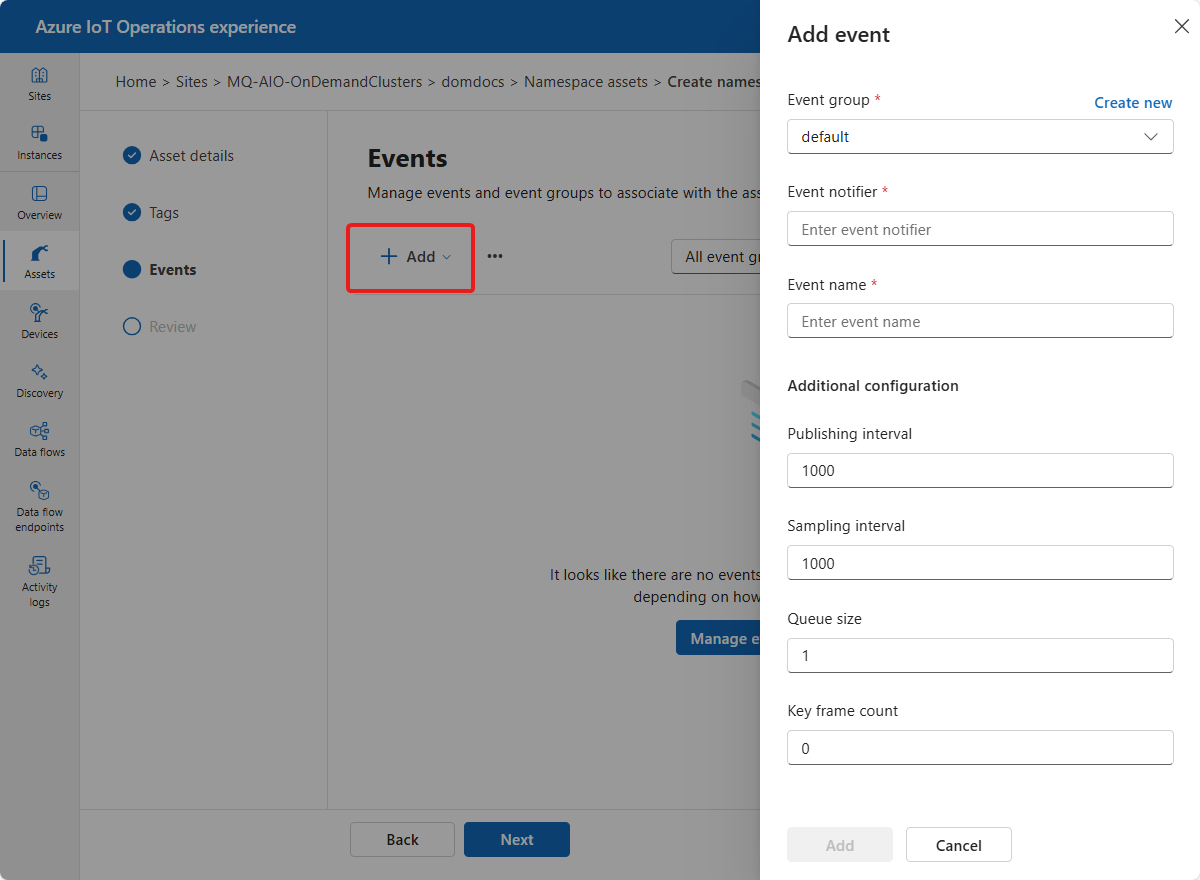 Azure IoT Operations experience
Sites
Instances
Overview
Assets
Devices
Discovery
Data flows
Data flow
endpoints
Activity
logs
Home > Sites > MQ-AIO-OnDemandClusters > domdocs > Namespace assets > Create names
Asset details
Tags
Events
Review
Events
Manage events and event groups to associate with the ass
+ Add
•••
All event gr
It looks like there are no events
depending on how
Manage e
Back
Next
Add event
Event group *
Create new
default
Event notifier *
Enter event notifier
Event name *
Enter event name
Additional configuration
Publishing interval
1000
Sampling interval
1000
Queue size
1
Key frame count
0
Add
Cancel